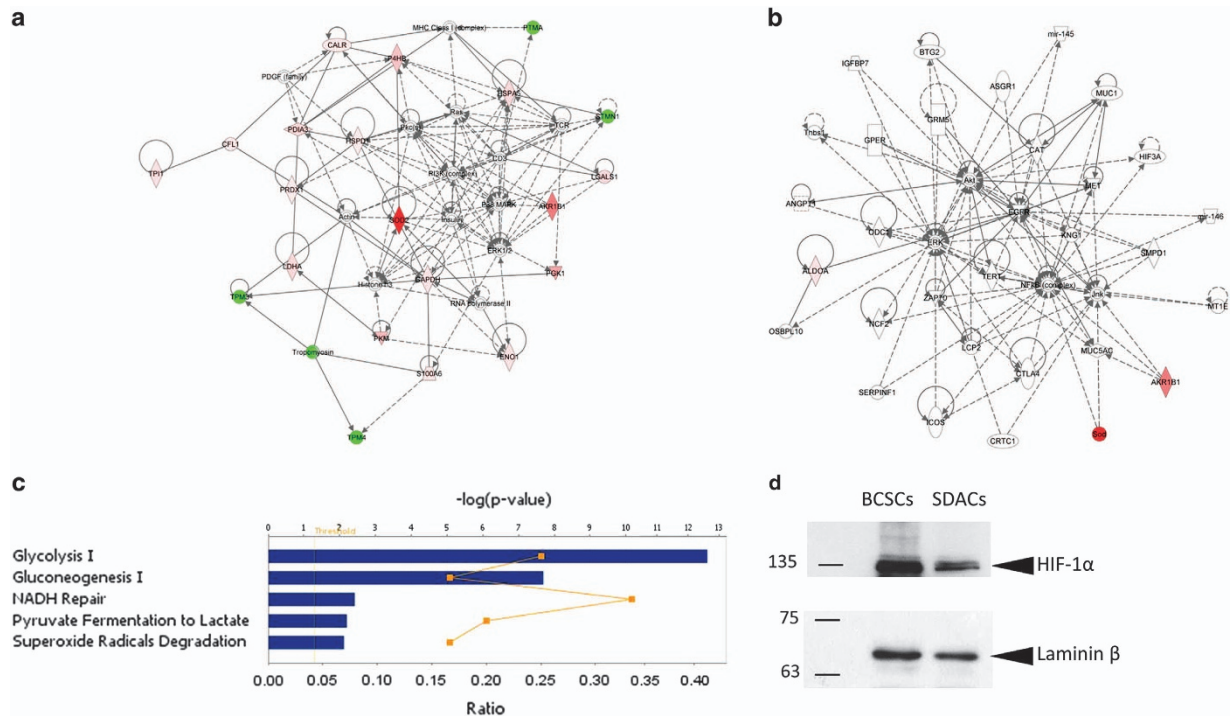 a
MHC Class I (complex)
PTMA
CALR
P4HB
PDGF (family)
HSPA5
Ras
STMN1
PDIA3
TCR
HSPD1
CFL1
CD3
PI3K (complex)
LGALS1
TPI1
PRDX1
P38 MAPK
AKR1B1
Actin
SOD2
Insulin
ERK1/2
LDHA
GAPDH
PGK1
Histone h3
TPM3
RNA polymerase II
PKM
Tropomyosin
ENO1
S100A6
TPM4
b
mir-145
BTG2
IGFBP7
ASGR1
MUC1
GRM5
GPER
CAT
HIF3A
Akt
ME1
EGFR
mir-146
KNG1
ERK
SMPD1
ALDOA
TERT
NFkB (complex)
Jnk
ZAP70
MT1E
OSBPL10
NCF2
LCP2
MUC5AC
CTLA4
AKR1B1
SERPINF1
ICOS
CRTC1
Sod
c
-log(p-value)
0 1 2 3 4 5 6 7 8 9 10 11 12 13
Threshold
Glycolysis I
Gluconeogenesis I
NADH Repair
Pyruvate Fermentation to Lactate
Superoxide Radicals Degradation
0.00 0.05 0.10 0.15 0.20 0.25 0.30 0.35 0.40
Ratio
d
BCSCs SDACs
135
HIF-1α
75
Laminin β
63